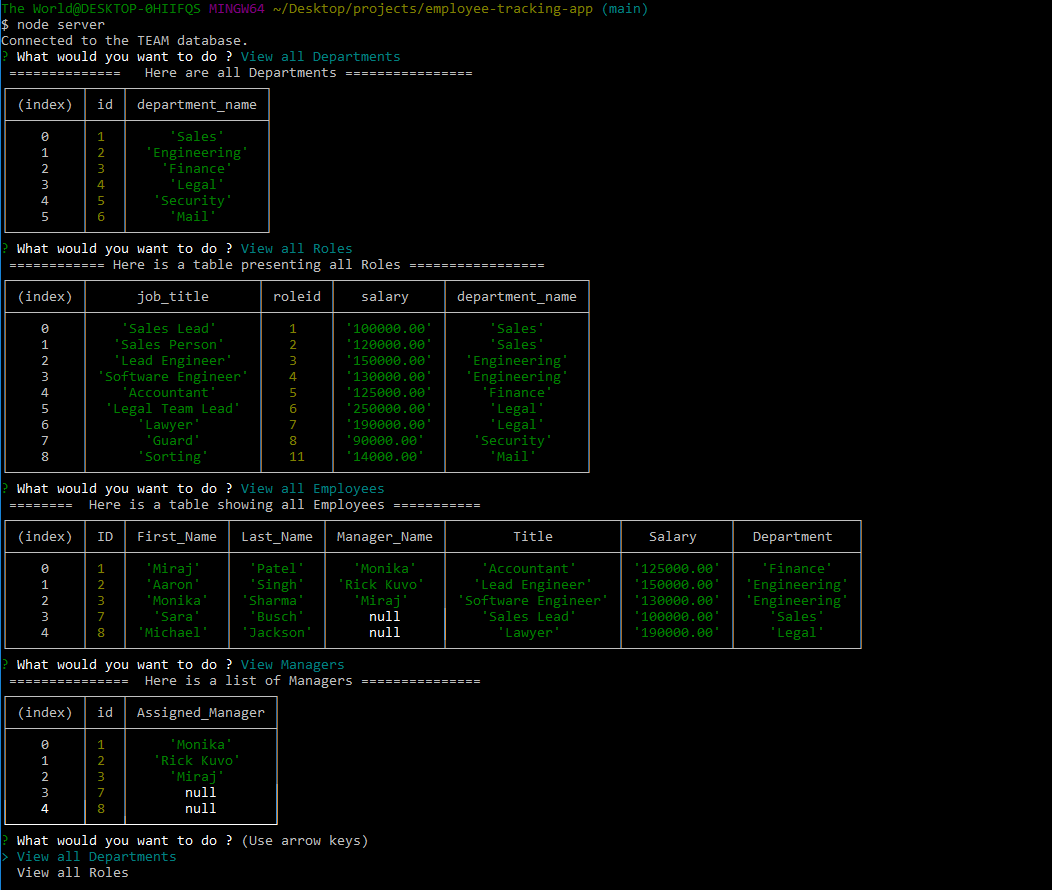 The World@DESKTOP-0HIIFQS MINGW64 ~/Desktop/projects/employee-tracking-app (main)
$ node server
Connected to the TEAM database.
? What would you want to do ? View all Departments
============== Here are all Departments ================
(index) id department_name
0 1 'Sales'
1 2 'Engineering'
2 3 'Finance'
3 4 'Legal'
4 5 'Security'
5 6 'Mail'
? What would you want to do ? View all Roles
============ Here is a table presenting all Roles =================
(index) job_title roleid salary department_name
0 'Sales Lead' 1 '100000.00' 'Sales'
1 'Sales Person' 2 '120000.00' 'Sales'
2 'Lead Engineer' 3 '150000.00' 'Engineering'
3 'Software Engineer' 4 '130000.00' 'Engineering'
4 'Accountant' 5 '125000.00' 'Finance'
5 'Legal Team Lead' 6 '250000.00' 'Legal'
6 'Lawyer' 7 '190000.00' 'Legal'
7 'Guard' 8 '90000.00' 'Security'
8 'Sorting' 11 '14000.00' 'Mail'
? What would you want to do ? View all Employees
======== Here is a table showing all Employees ===========
(index) ID First_Name Last_Name Manager_Name Title Salary Department
0 1 'Miraj' 'Patel' 'Monika' 'Accountant' '125000.00' 'Finance'
1 2 'Aaron' 'Singh' 'Rick Kuvo' 'Lead Engineer' '150000.00' 'Engineering'
2 3 'Monika' 'Sharma' 'Miraj' 'Software Engineer' '130000.00' 'Engineering'
3 7 'Sara' 'Busch' null 'Sales Lead' '100000.00' 'Sales'
4 8 'Michael' 'Jackson' null 'Lawyer' '190000.00' 'Legal'
? What would you want to do ? View Managers
=============== Here is a list of Managers ===============
(index) id Assigned_Manager
0 1 'Monika'
1 2 'Rick Kuvo'
2 3 'Miraj'
3 7 null
4 8 null
? What would you want to do ? (Use arrow keys)
> View all Departments
View all Roles